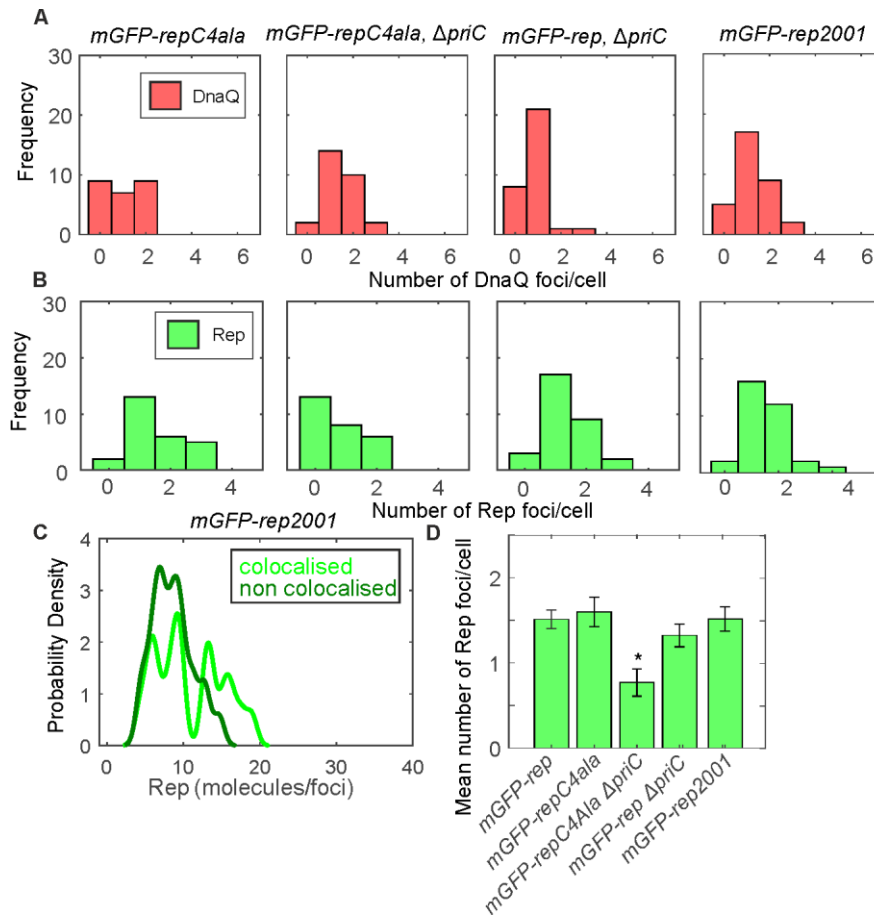 A
mGFP-repC4ala
mGFP-repC4ala, ΔpriC
mGFP-rep, ΔpriC
mGFP-rep2001
Frequency
30
20
10
0
DnaQ
0 2 4 6
0 2 4 6
0 2 4 6
0 2 4 6
Number of DnaQ foci/cell
B
Frequency
30
20
10
0
Rep
0 2 4
0 2 4
0 2 4
0 2 4
Number of Rep foci/cell
C
mGFP-rep2001
Probability Density
4
3
2
1
0
colocalised
non colocalised
0 10 20 30 40
Rep (molecules/foci)
D
Mean number of Rep foci/cell
2
1
0
*
mGFP-rep
mGFP-repC4ala
mGFP-repC4Ala ΔpriC
mGFP-rep ΔpriC
mGFP-rep2001